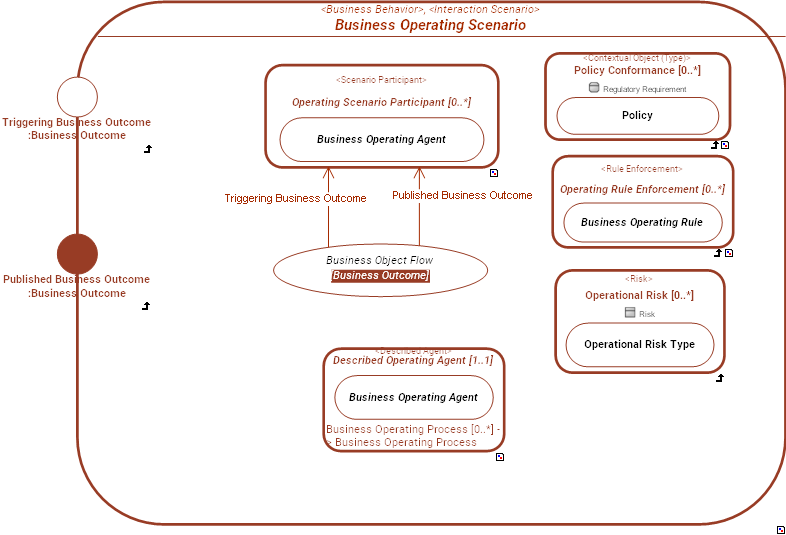 <Business Behavior>, <Interaction Scenario>
Business Operating Scenario
Triggering Business Outcome
:Business Outcome
Published Business Outcome
:Business Outcome
<Scenario Participant>
Operating Scenario Participant [0..*]
Business Operating Agent
Triggering Business Outcome
Published Business Outcome
Business Object Flow
[Business Outcome]
<Described Agent>
Described Operating Agent [1..1]
Business Operating Agent
Business Operating Process [0..*] -
> Business Operating Process
<Contextual Object (Type)>
Policy Conformance [0..*]
Regulatory Requirement
Policy
<Rule Enforcement>
Operating Rule Enforcement [0..*]
Business Operating Rule
<Risk>
Operational Risk [0..*]
Risk
Operational Risk Type